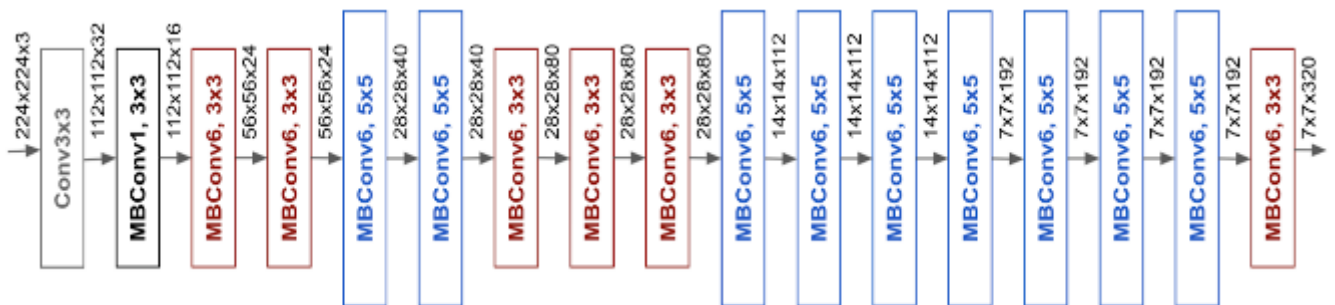 224x224x3
Conv3x3
112x112x32
MBConv1, 3x3
112x112x16
MBConv6, 3x3
56x56x24
MBConv6, 3x3
56x56x24
MBConv6, 5x5
28x28x40
MBConv6, 5x5
28x28x40
MBConv6, 3x3
28x28x80
MBConv6, 3x3
28x28x80
MBConv6, 3x3
28x28x80
MBConv6, 5x5
14x14x112
MBConv6, 5x5
14x14x112
MBConv6, 5x5
14x14x112
MBConv6, 5x5
7x7x192
MBConv6, 5x5
7x7x192
MBConv6, 5x5
7x7x192
MBConv6, 5x5
7x7x192
MBConv6, 3x3
7x7x320